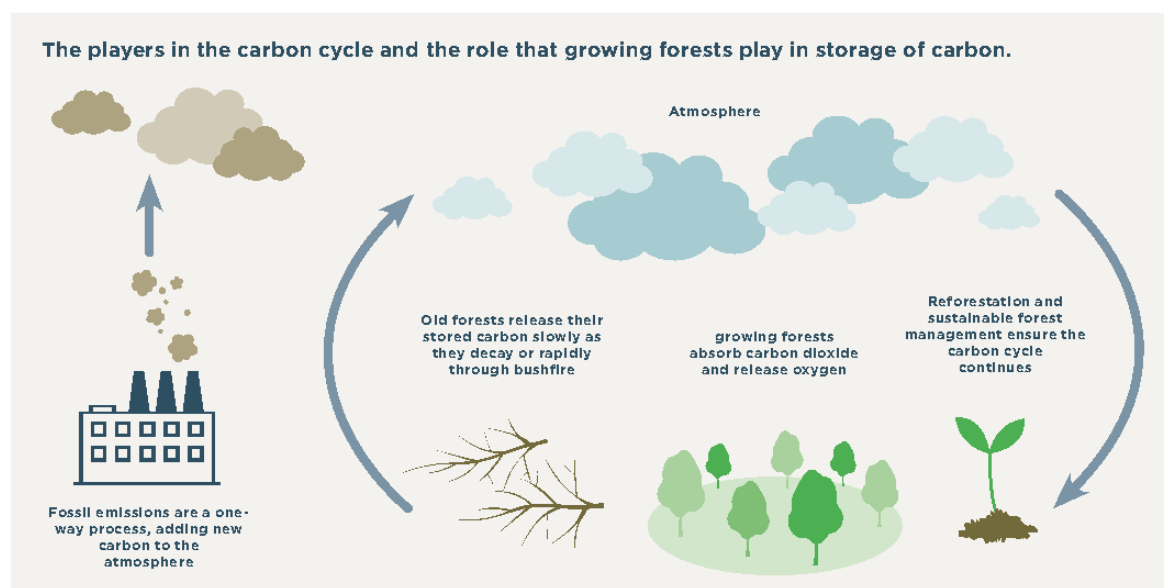 The players in the carbon cycle and the role that growing forests play in storage of carbon.
Atmosphere
Old forests release their
stored carbon slowly as
they decay or rapidly
through bushfire
growing forests
absorb carbon dioxide
and release oxygen
Reforestation and
sustainable forest
management ensure the
carbon cycle
continues
Fossil emissions are a one-
way process, adding new
carbon to the
atmosphere